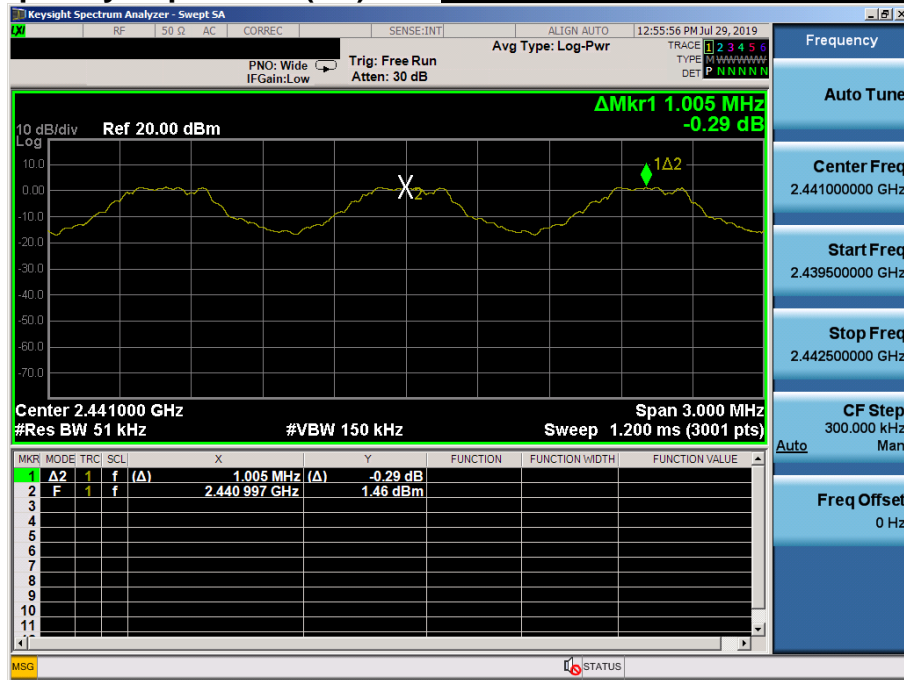 Keysight Spectrum Analyzer - Swept SA
LXI RF 50 Ω AC CORREC SENSE:INT ALIGN AUTO 12:55:56 PM Jul 29, 2019
Avg Type: Log-Pwr TRACE 1 2 3 4 5 6
PNO: Wide Trig: Free Run TYPE M WWWWW
IFGain:Low Atten: 30 dB DET P N N N N N
ΔMkr1 1.005 MHz
10 dB/div Ref 20.00 dBm -0.29 dB
Log
10.0
1Δ2
0.00
X2
-10.0
-20.0
-30.0
-40.0
-50.0
-60.0
-70.0
Center 2.441000 GHz Span 3.000 MHz
#Res BW 51 kHz #VBW 150 kHz Sweep 1.200 ms (3001 pts)
MKR MODE TRC SCL X Y FUNCTION FUNCTION WIDTH FUNCTION VALUE
1 Δ2 1 f (Δ) 1.005 MHz (Δ) -0.29 dB
2 F 1 f 2.440 997 GHz 1.46 dBm
3
4
5
6
7
8
9
10
11
MSG STATUS
Frequency
Auto Tune
Center Freq
2.441000000 GHz
Start Freq
2.439500000 GHz
Stop Freq
2.442500000 GHz
CF Step
300.000 kHz
Auto Man
Freq Offset
0 Hz